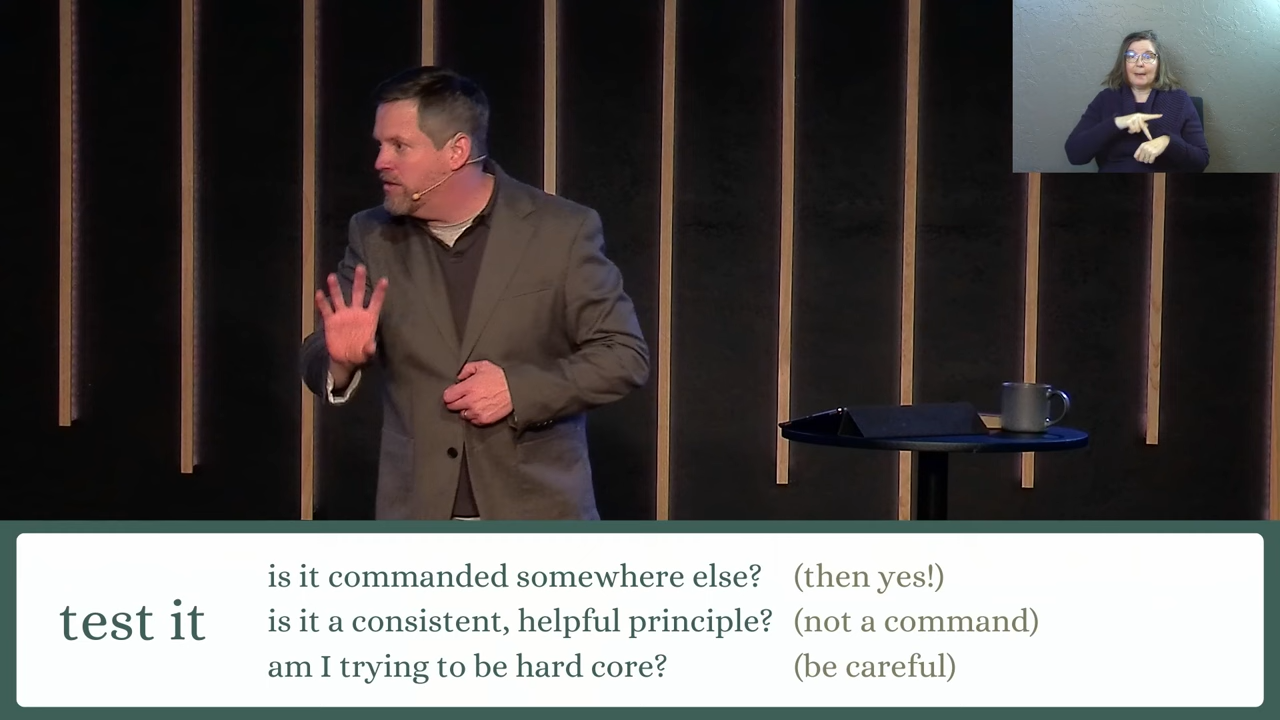 test it
is it commanded somewhere else? (then yes!)
is it a consistent, helpful principle? (not a command)
am I trying to be hard core? (be careful)